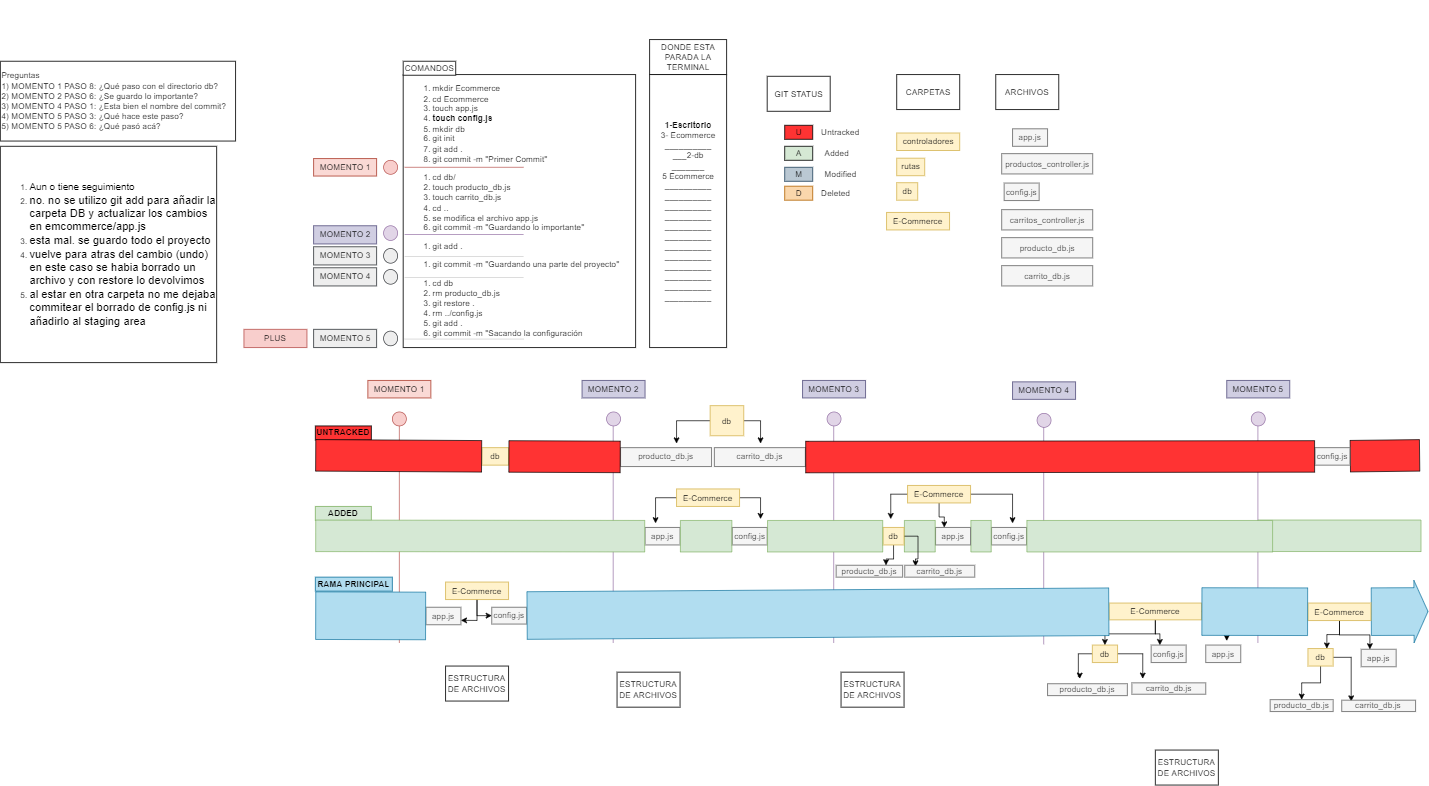 Preguntas
1) MOMENTO 1 PASO 8: ¿Qué paso con el directorio db?
2) MOMENTO 2 PASO 6: ¿Se guardo lo importante?
3) MOMENTO 4 PASO 1: ¿Esta bien el nombre del commit?
4) MOMENTO 5 PASO 3: ¿Qué hace este paso?
5) MOMENTO 5 PASO 6: ¿Qué pasó acá?
1. Aun o tiene seguimiento
2. no. no se utilizo git add para añadir la
carpeta DB y actualizar los cambios
en emcommerce/app.js
3. esta mal. se guardo todo el proyecto
4. vuelve para atras del cambio (undo)
en este caso se habia borrado un
archivo y con restore lo devolvimos
5. al estar en otra carpeta no me dejaba
commitear el borrado de config.js ni
añadirlo al staging area
PLUS
MOMENTO 1
MOMENTO 2
MOMENTO 3
MOMENTO 4
MOMENTO 5
COMANDOS
1. mkdir Ecommerce
2. cd Ecommerce
3. touch app.js
4. touch config.js
5. mkdir db
6. git init
7. git add .
8. git commit -m "Primer Commit"
1. cd db/
2. touch producto_db.js
3. touch carrito_db.js
4. cd ..
5. se modifica el archivo app.js
6. git commit -m "Guardando lo importante"
1. git add .
1. git commit -m "Guardando una parte del proyecto"
1. cd db
2. rm producto_db.js
3. git restore .
4. rm ../config.js
5. git add .
6. git commit -m "Sacando la configuración
DONDE ESTA
PARADA LA
TERMINAL
1-Escritorio
3- Ecommerce
___________
___2-db
_______
5 Ecommerce
___________
___________
___________
___________
___________
___________
___________
___________
___________
___________
___________
___________
GIT STATUS
U Untracked
A Added
M Modified
D Deleted
CARPETAS
controladores
rutas
db
E-Commerce
ARCHIVOS
app.js
productos_controller.js
config.js
carritos_controller.js
producto_db.js
carrito_db.js
MOMENTO 1
MOMENTO 2
MOMENTO 3
MOMENTO 4
MOMENTO 5
db
UNTRACKED
db
producto_db.js
carrito_db.js
config.js
E-Commerce
E-Commerce
ADDED
app.js
config.js
db
app.js
config.js
producto_db.js
carrito_db.js
RAMA PRINCIPAL
E-Commerce
app.js
config.js
E-Commerce
E-Commerce
db
config.js
app.js
db
app.js
producto_db.js
carrito_db.js
producto_db.js
carrito_db.js
ESTRUCTURA
DE ARCHIVOS
ESTRUCTURA
DE ARCHIVOS
ESTRUCTURA
DE ARCHIVOS
ESTRUCTURA
DE ARCHIVOS